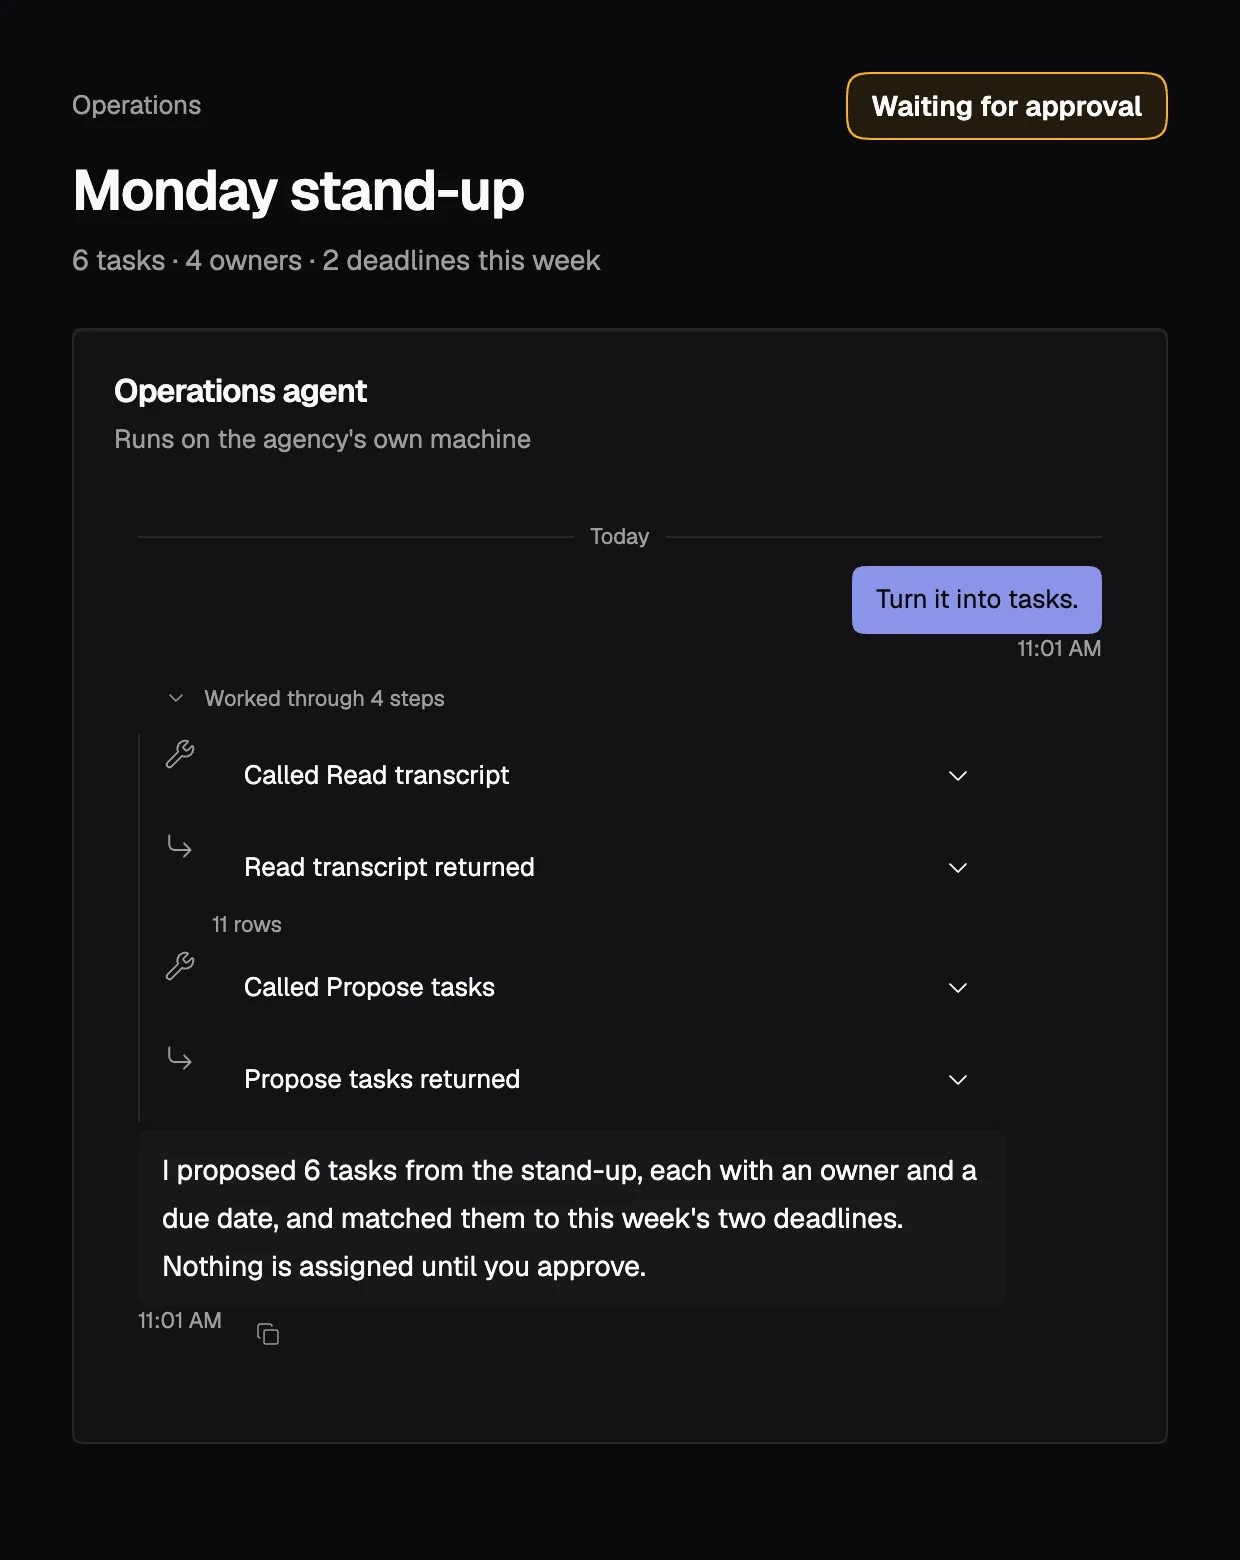 Operations
Waiting for approval
Monday stand-up
6 tasks · 4 owners · 2 deadlines this week
Operations agent
Runs on the agency's own machine
Today
Turn it into tasks.
11:01 AM
Worked through 4 steps
Called Read transcript
Read transcript returned
11 rows
Called Propose tasks
Propose tasks returned
I proposed 6 tasks from the stand-up, each with an owner and a
due date, and matched them to this week's two deadlines.
Nothing is assigned until you approve.
11:01 AM